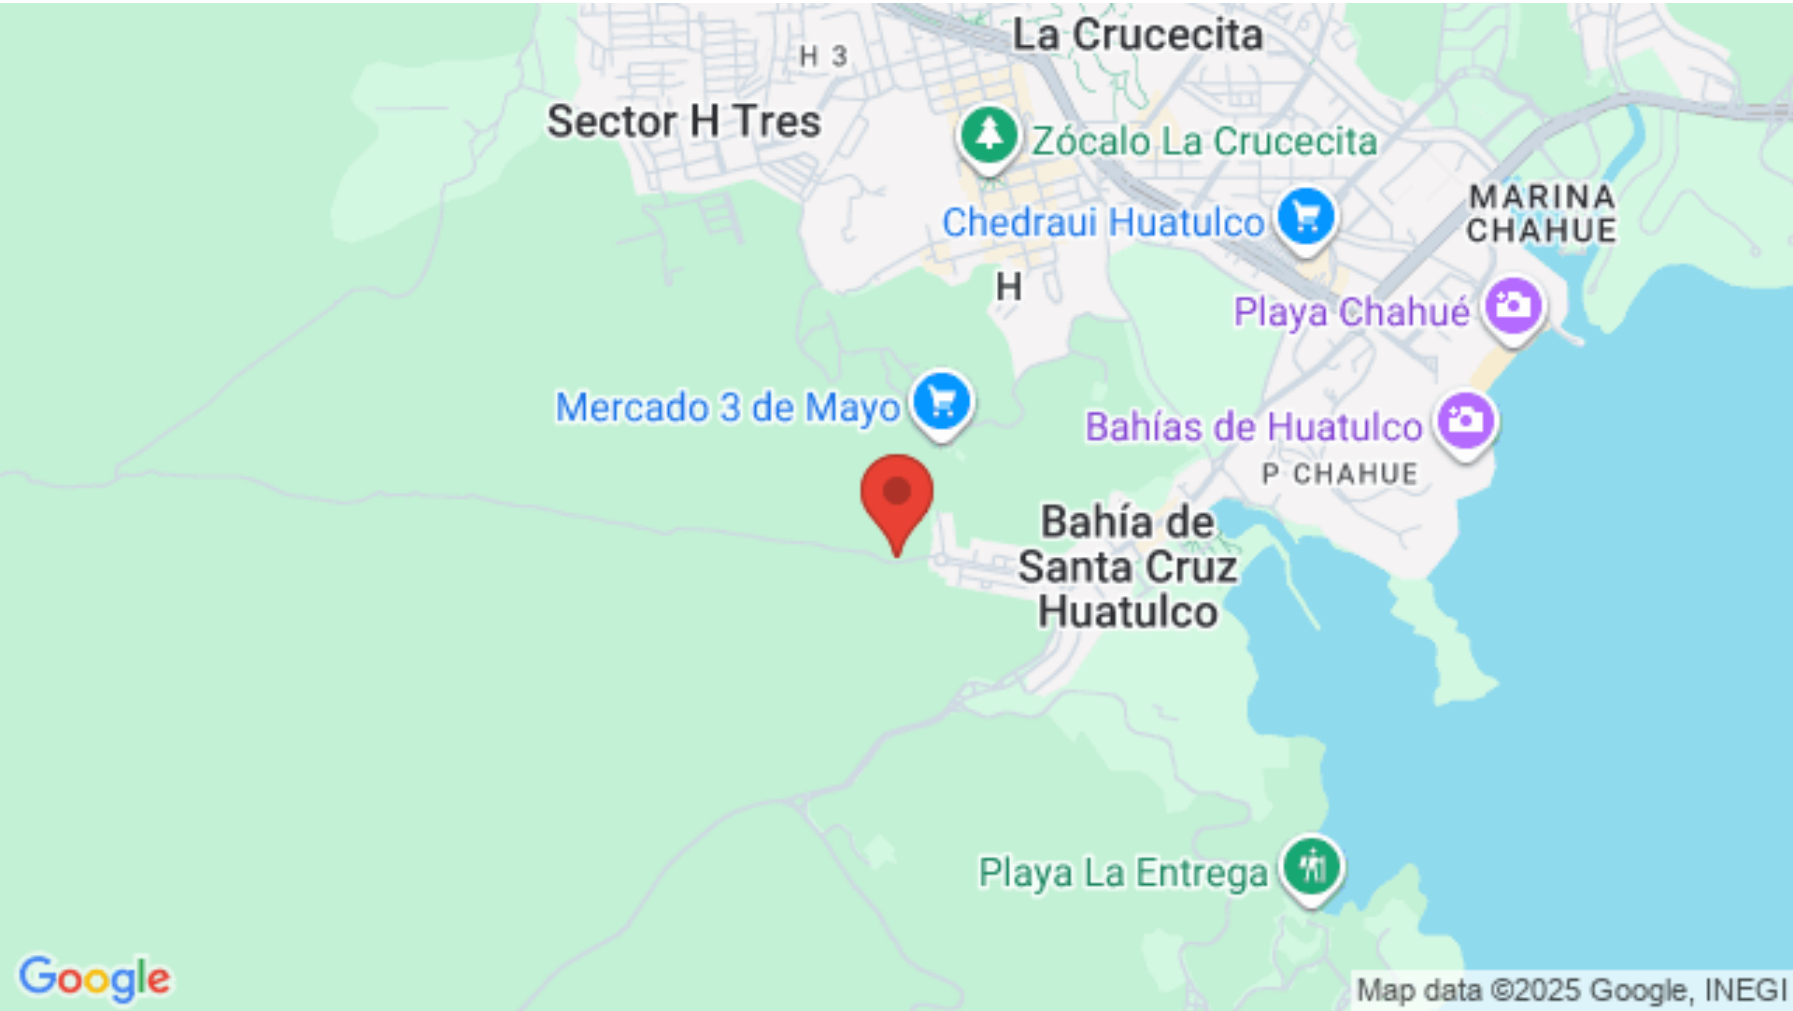 La Crucecita
H 3
Sector H Tres
Zócalo La Crucecita
MARINA
CHAHUE
Chedraui Huatulco
H
Playa Chahué
Mercado 3 de Mayo
Bahías de Huatulco
P CHAHUE
Bahía de
Santa Cruz
Huatulco
Playa La Entrega
Google
Map data ©2025 Google, INEGI